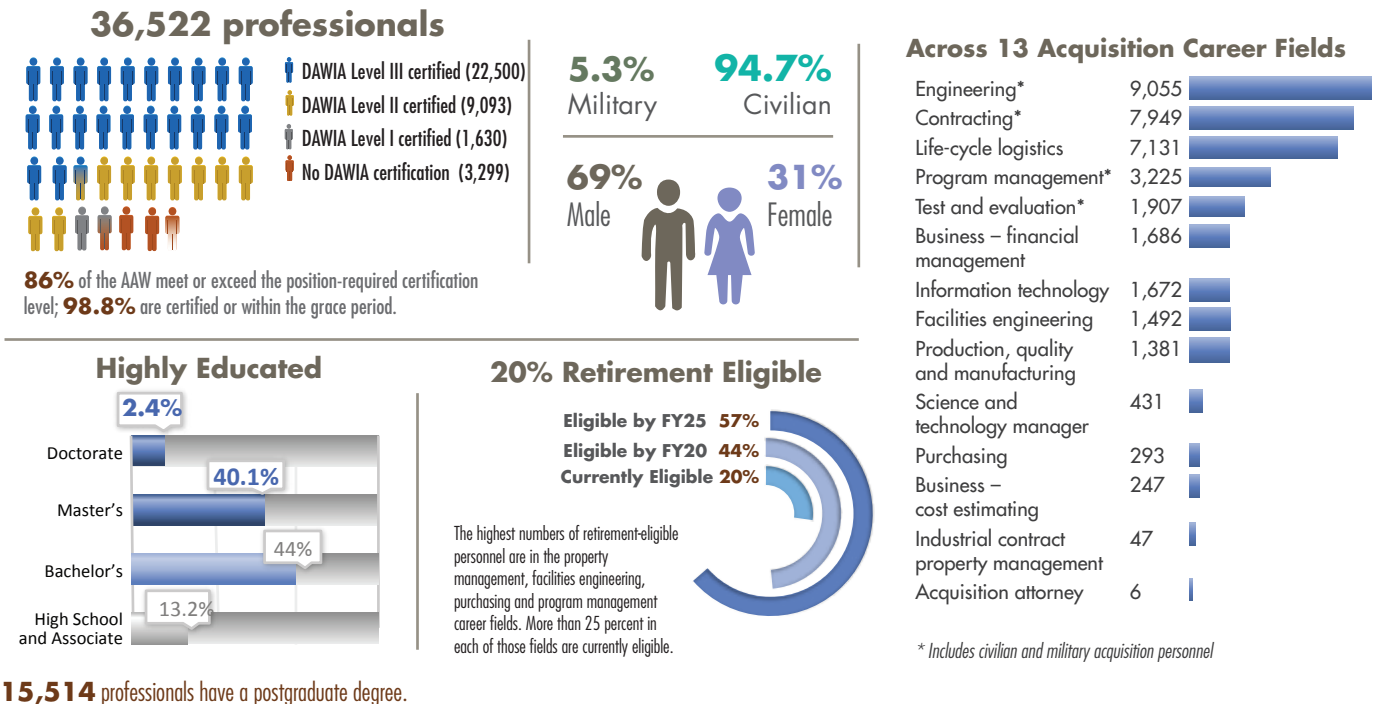 36,522 professionals
DAWIA Level III certified (22,500)
DAWIA Level II certified (9,093)
DAWIA Level I certified (1,630)
No DAWIA certification (3,299)
86% of the AAW meet or exceed the position-required certification
level; 98.8% are certified or within the grace period.
5.3%
Military
94.7%
Civilian
69%
Male
31%
Female
Highly Educated
2.4%
Doctorate
40.1%
Master's
44%
Bachelor's
13.2%
High School
and Associate
15,514 professionals have a postgraduate degree.
20% Retirement Eligible
Eligible by FY25 57%
Eligible by FY20 44%
Currently Eligible 20%
The highest numbers of retirement-eligible
personnel are in the property
management, facilities engineering,
purchasing and program management
career fields. More than 25 percent in
each of those fields are currently eligible.
Across 13 Acquisition Career Fields
Engineering* 9,055
Contracting* 7,949
Life-cycle logistics 7,131
Program management* 3,225
Test and evaluation* 1,907
Business – financial 1,686
management
Information technology 1,672
Facilities engineering 1,492
Production, quality 1,381
and manufacturing
Science and 431
technology manager
Purchasing 293
Business – 247
cost estimating
Industrial contract 47
property management
Acquisition attorney 6
* Includes civilian and military acquisition personnel